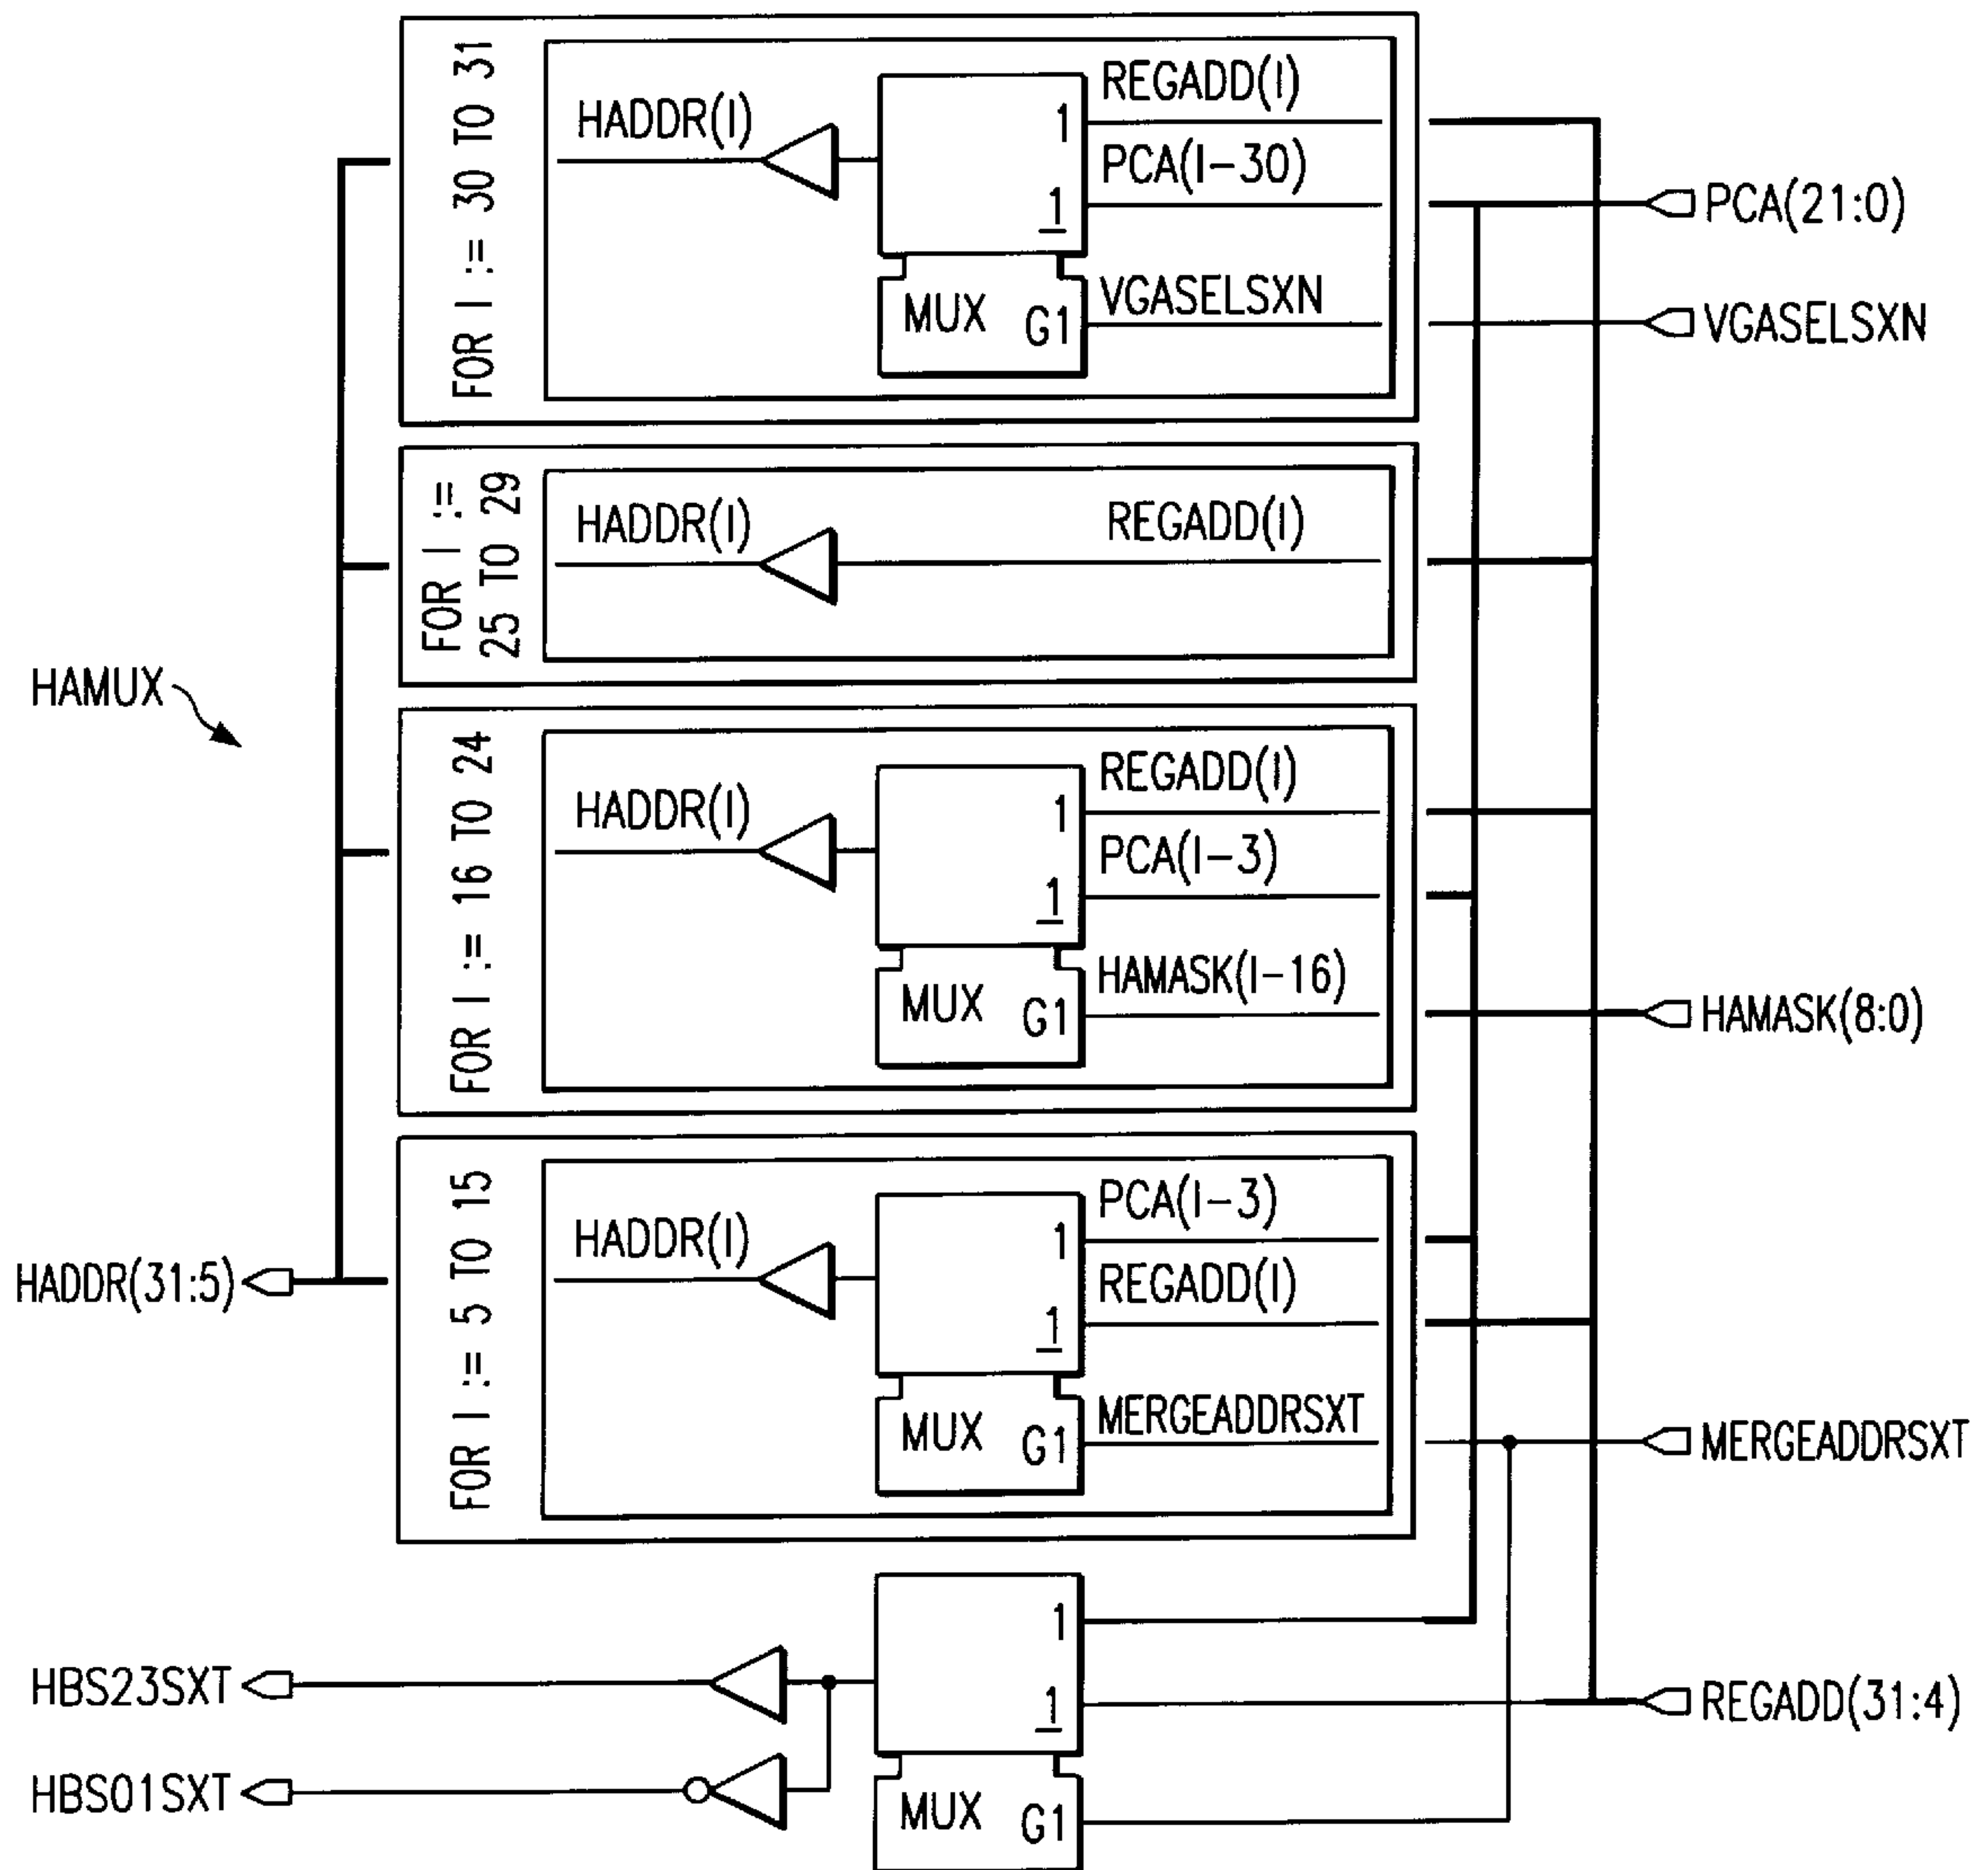 FOR I := 30 TO 31
HADDR(I)
1
1
REGADD(I)
PCA(I-30)
MUX
G1
VGASELSXN
PCA(21:0)
VGASELSXN
FOR I :=
25 TO 29
HADDR(I)
REGADD(I)
HAMUX
FOR I := 16 TO 24
HADDR(I)
1
1
REGADD(I)
PCA(I-3)
MUX
G1
HAMASK(I-16)
HAMASK(8:0)
FOR I := 5 TO 15
HADDR(I)
1
1
PCA(I-3)
REGADD(I)
MUX
G1
MERGEADDRSXT
HADDR(31:5)
MERGEADDRSXT
1
1
MUX
G1
HBS23SXT
HBS01SXT
REGADD(31:4)